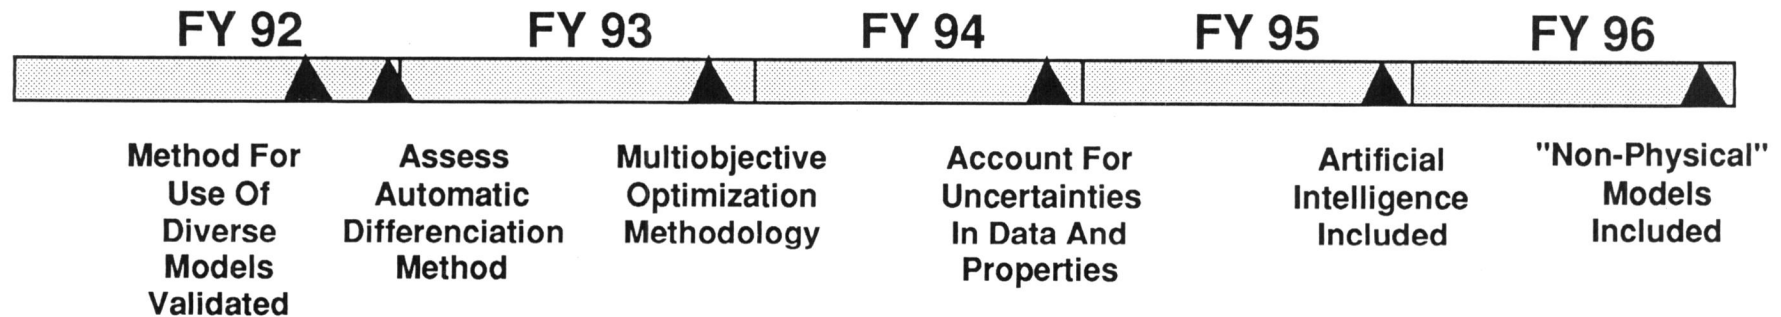 FY 92 FY 93 FY 94 FY 95 FY 96
Method For
Use Of
Diverse
Models
Validated
Assess
Automatic
Differenciation
Method
Multiobjective
Optimization
Methodology
Account For
Uncertainties
In Data And
Properties
Artificial
Intelligence
Included
"Non-Physical"
Models
Included